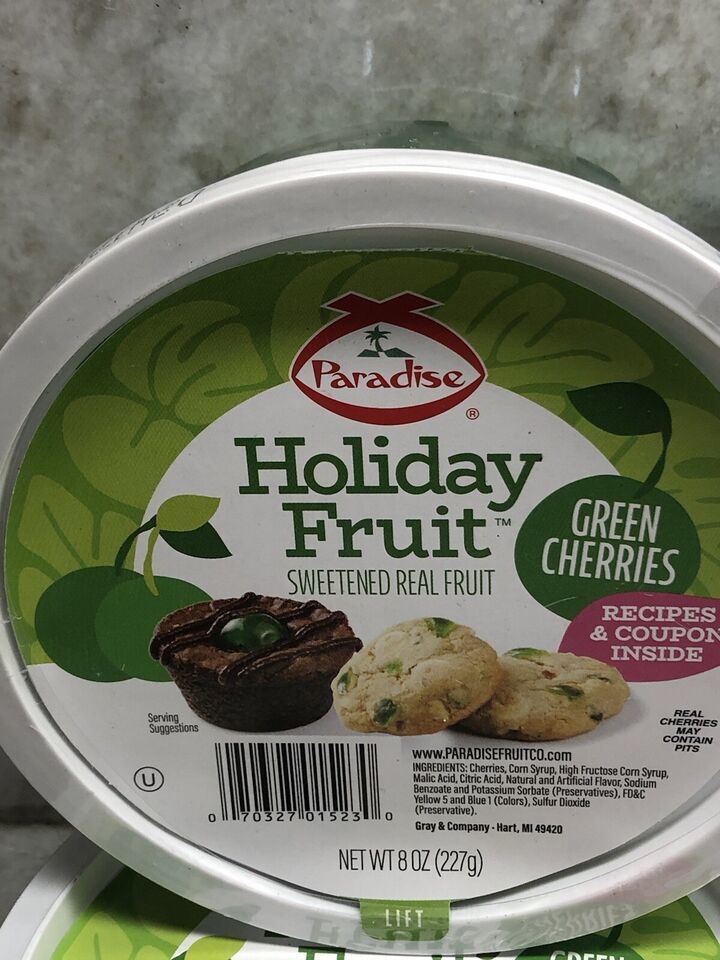 Paradise
®
Holiday
Fruit™
SWEETENED REAL FRUIT
GREEN
CHERRIES
RECIPES
& COUPON
INSIDE
Serving
Suggestions
REAL
CHERRIES
MAY
CONTAIN
PITS
U
0 70327 01523 0
www.PARADISEFRUITCO.com
INGREDIENTS: Cherries, Corn Syrup, High Fructose Corn Syrup,
Malic Acid, Citric Acid, Natural and Artificial Flavor, Sodium
Benzoate and Potassium Sorbate (Preservatives), FD&C
Yellow 5 and Blue 1 (Colors), Sulfur Dioxide
(Preservative).
Gray & Company - Hart, MI 49420
NET WT 8 OZ (227g)
LIFT
GREEN